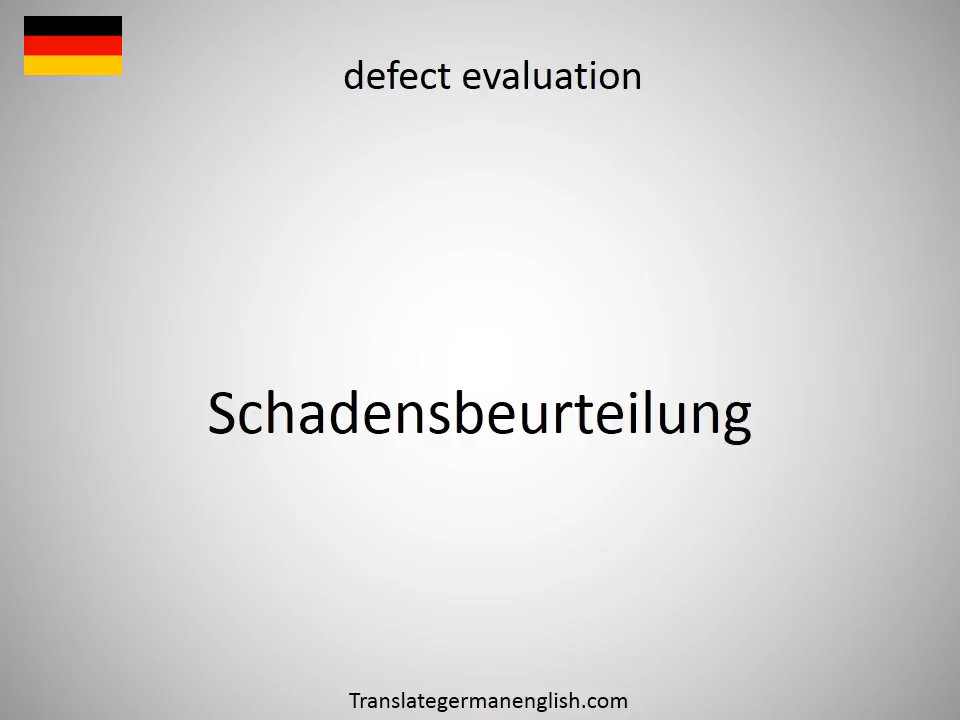 defect evaluation
Schadensbeurteilung
Translategermanenglish.com